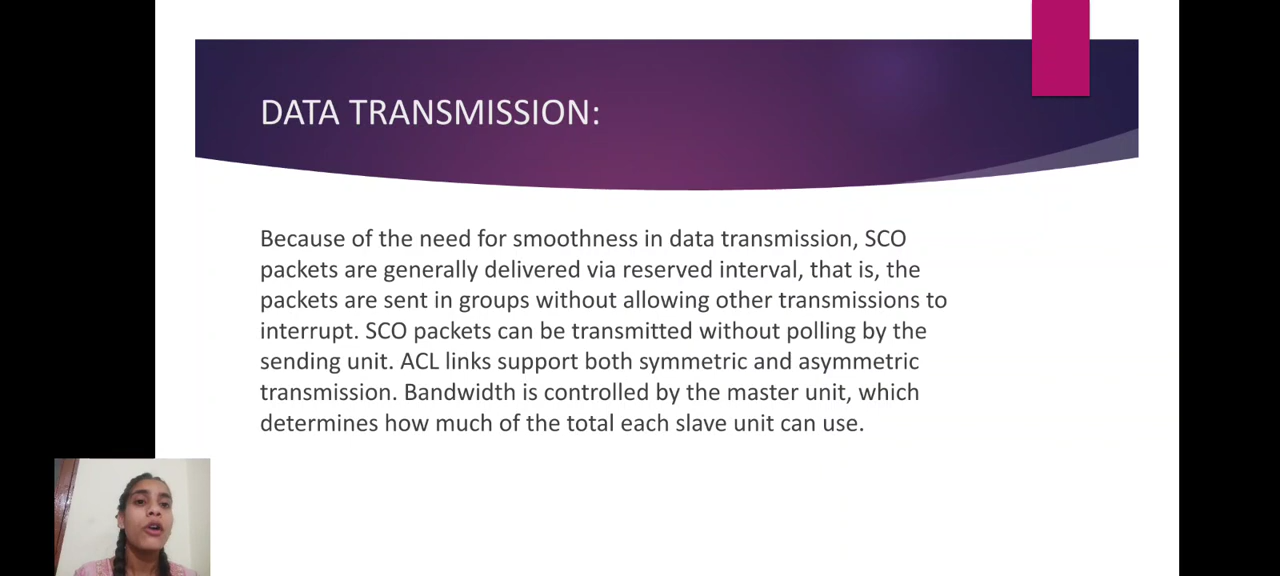 DATA TRANSMISSION:
Because of the need for smoothness in data transmission, SCO
packets are generally delivered via reserved interval, that is, the
packets are sent in groups without allowing other transmissions to
interrupt. SCO packets can be transmitted without polling by the
sending unit. ACL links support both symmetric and asymmetric
transmission. Bandwidth is controlled by the master unit, which
determines how much of the total each slave unit can use.